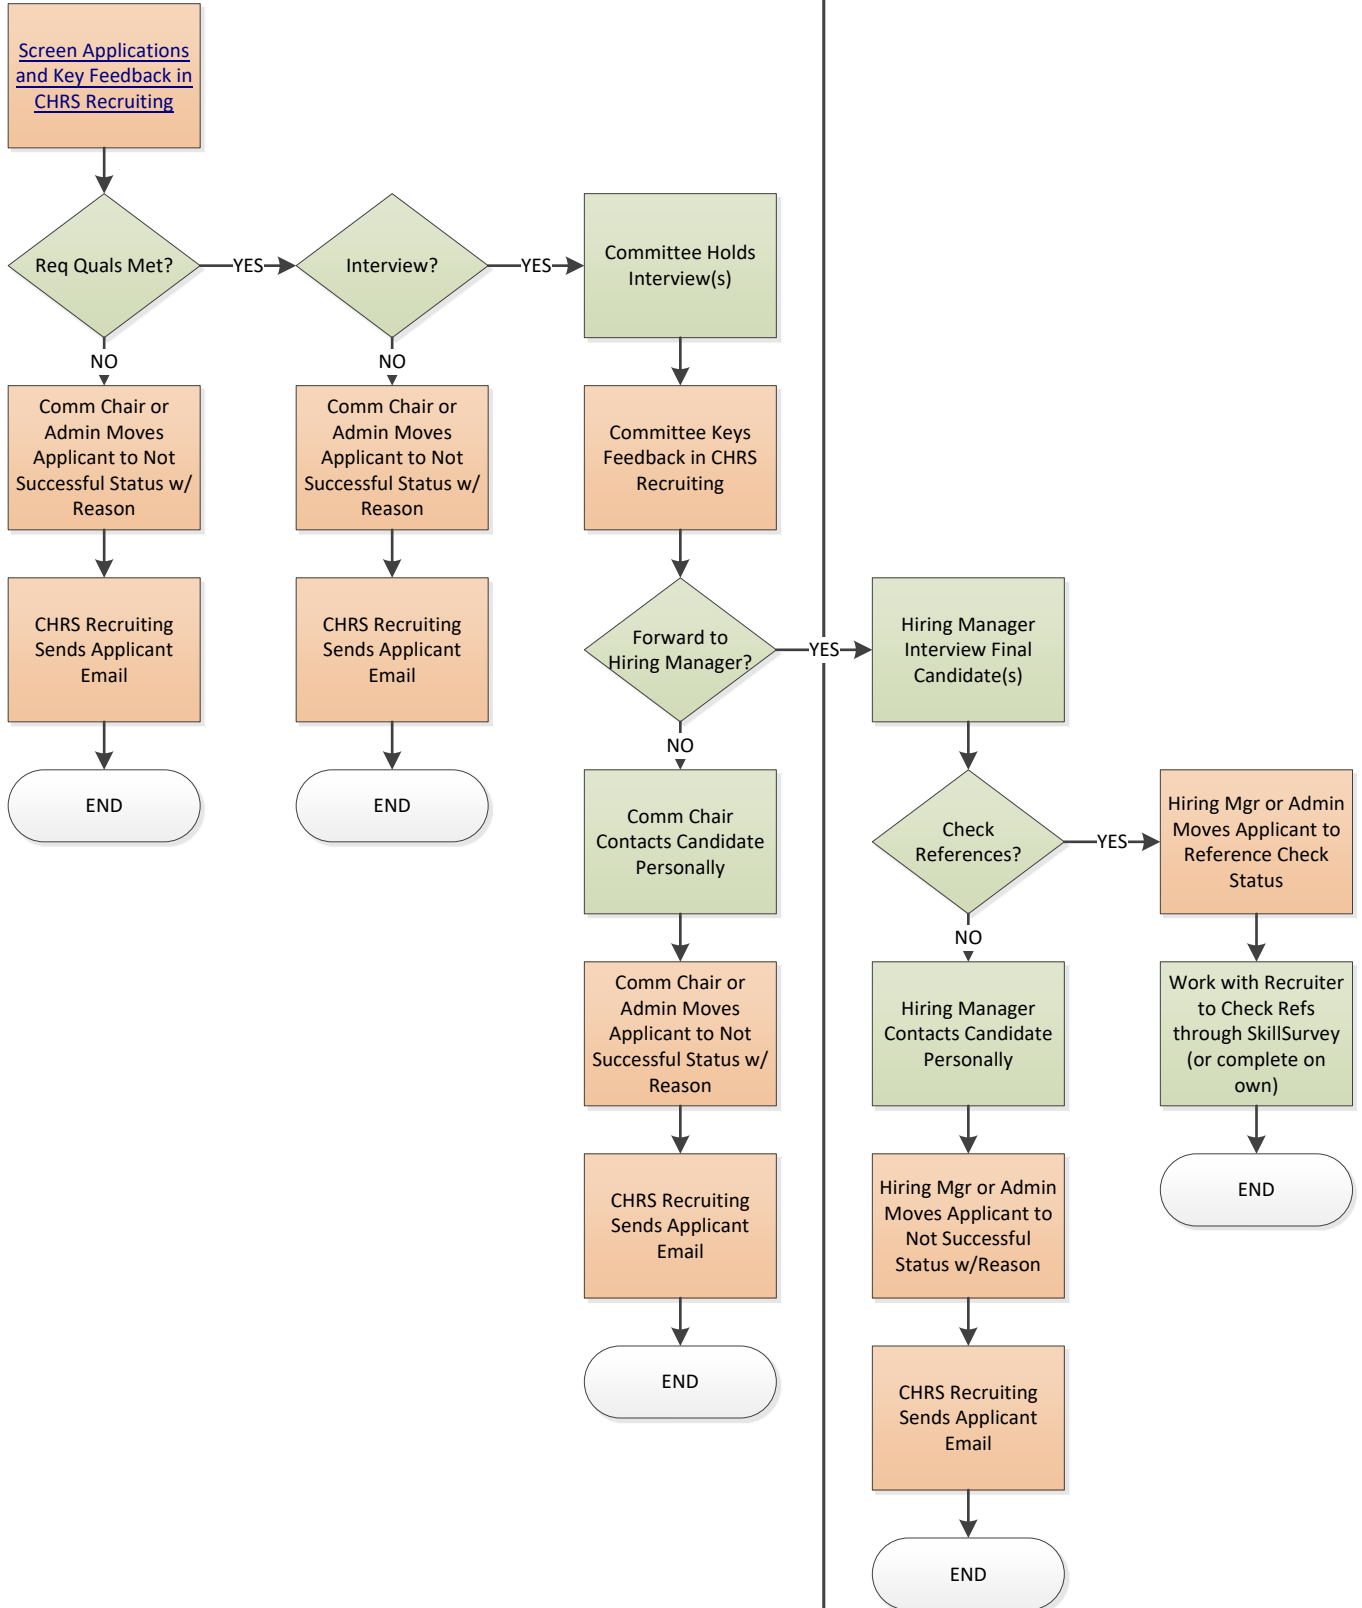 Screen Applications
and Key Feedback in
CHRS Recruiting
Req Quals Met?
YES
Interview?
YES
Committee Holds
Interview(s)
NO
NO
Comm Chair or
Admin Moves
Applicant to Not
Successful Status w/
Reason
Comm Chair or
Admin Moves
Applicant to Not
Successful Status w/
Reason
Committee Keys
Feedback in CHRS
Recruiting
CHRS Recruiting
Sends Applicant
Email
CHRS Recruiting
Sends Applicant
Email
Forward to
Hiring Manager?
YES
Hiring Manager
Interview Final
Candidate(s)
NO
END
END
Comm Chair
Contacts Candidate
Personally
Check
References?
YES
Hiring Mgr or Admin
Moves Applicant to
Reference Check
Status
NO
Comm Chair or
Admin Moves
Applicant to Not
Successful Status w/
Reason
Hiring Manager
Contacts Candidate
Personally
Work with Recruiter
to Check Refs
through SkillSurvey
(or complete on
own)
CHRS Recruiting
Sends Applicant
Email
Hiring Mgr or Admin
Moves Applicant to
Not Successful
Status w/Reason
END
END
CHRS Recruiting
Sends Applicant
Email
END